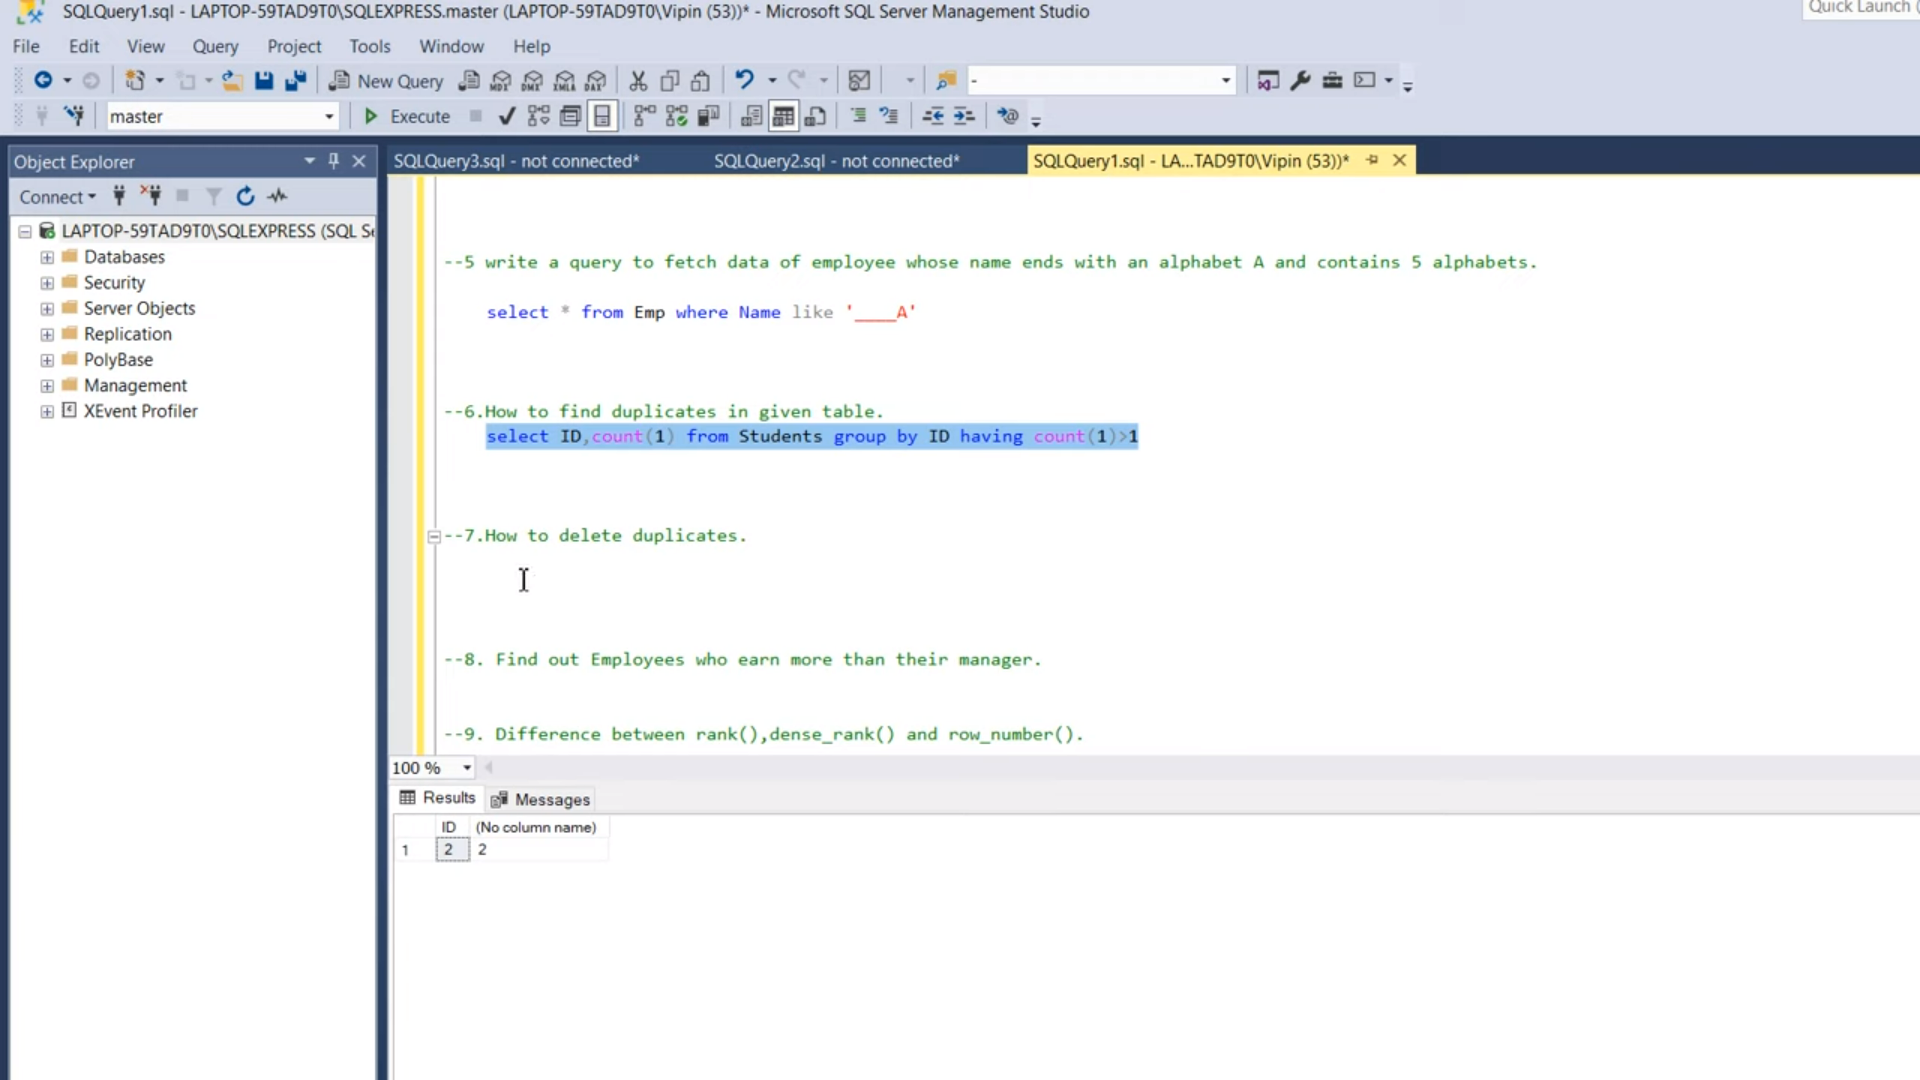 SQLQuery1.sql - LAPTOP-59TAD9T0\SQLEXPRESS.master (LAPTOP-59TAD9T0\Vipin (53))* - Microsoft SQL Server Management Studio
Quick Launch (
File Edit View Query Project Tools Window Help
New Query MDX DMX XMLA DAX -
master Execute
Object Explorer
SQLQuery3.sql - not connected* SQLQuery2.sql - not connected* SQLQuery1.sql - LA...TAD9T0\Vipin (53))*
Connect
LAPTOP-59TAD9T0\SQLEXPRESS (SQL Se
Databases
Security
Server Objects
Replication
PolyBase
Management
XEvent Profiler
--5 write a query to fetch data of employee whose name ends with an alphabet A and contains 5 alphabets.
select * from Emp where Name like '____A'
--6.How to find duplicates in given table.
select ID,count(1) from Students group by ID having count(1)>1
--7.How to delete duplicates.
--8. Find out Employees who earn more than their manager.
--9. Difference between rank(),dense_rank() and row_number().
100 %
Results Messages
ID (No column name)
1 2 2